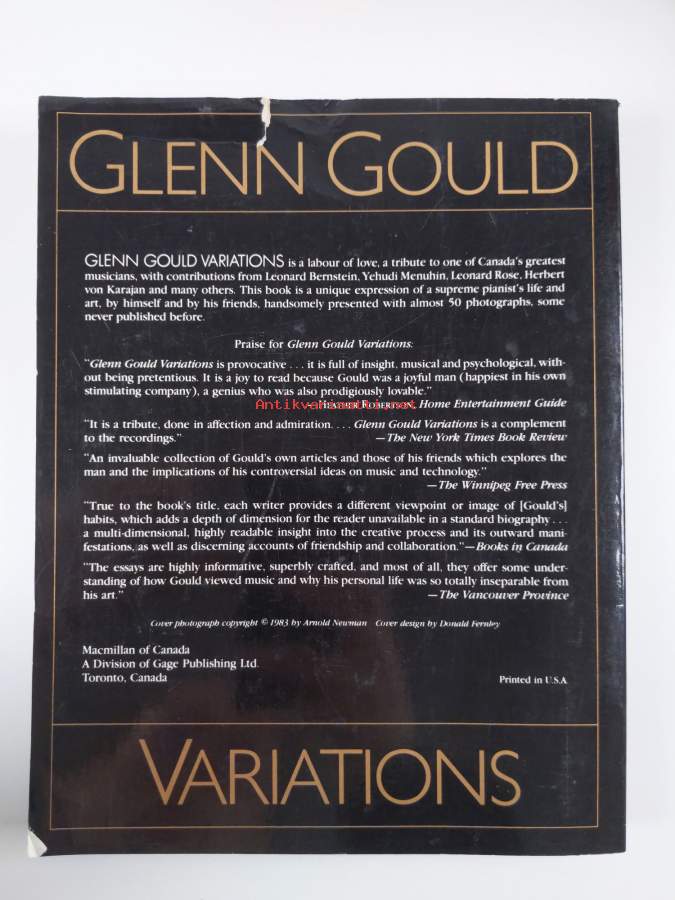 GLENN GOULD
GLENN GOULD VARIATIONS is a labour of love, a tribute to one of Canada's greatest
musicians, with contributions from Leonard Bernstein, Yehudi Menuhin, Leonard Rose, Herbert
von Karajan and many others. This book is a unique expression of a supreme pianist's life and
art, by himself and by his friends, handsomely presented with almost 50 photographs, some
never published before.
Praise for Glenn Gould Variations:
"Glenn Gould Variations is provocative . . . it is full of insight, musical and psychological, with-
out being pretentious. It is a joy to read because Gould was a joyful man (happiest in his own
stimulating company), a genius who was also prodigiously lovable."
Antikvariaatti.net
—Heather Robertson, Home Entertainment Guide
"It is a tribute, done in affection and admiration. . . . Glenn Gould Variations is a complement
to the recordings." —The New York Times Book Review
"An invaluable collection of Gould's own articles and those of his friends which explores the
man and the implications of his controversial ideas on music and technology."
—The Winnipeg Free Press
"True to the book's title, each writer provides a different viewpoint or image of [Gould's]
habits, which adds a depth of dimension for the reader unavailable in a standard biography . . .
a multi-dimensional, highly readable insight into the creative process and its outward mani-
festations, as well as discerning accounts of friendship and collaboration."—Books in Canada
"The essays are highly informative, superbly crafted, and most of all, they offer some under-
standing of how Gould viewed music and why his personal life was so totally inseparable from
his art." —The Vancouver Province
Cover photograph copyright © 1983 by Arnold Newman Cover design by Donald Fernley
Macmillan of Canada
A Division of Gage Publishing Ltd.
Toronto, Canada
Printed in U.S.A.
VARIATIONS